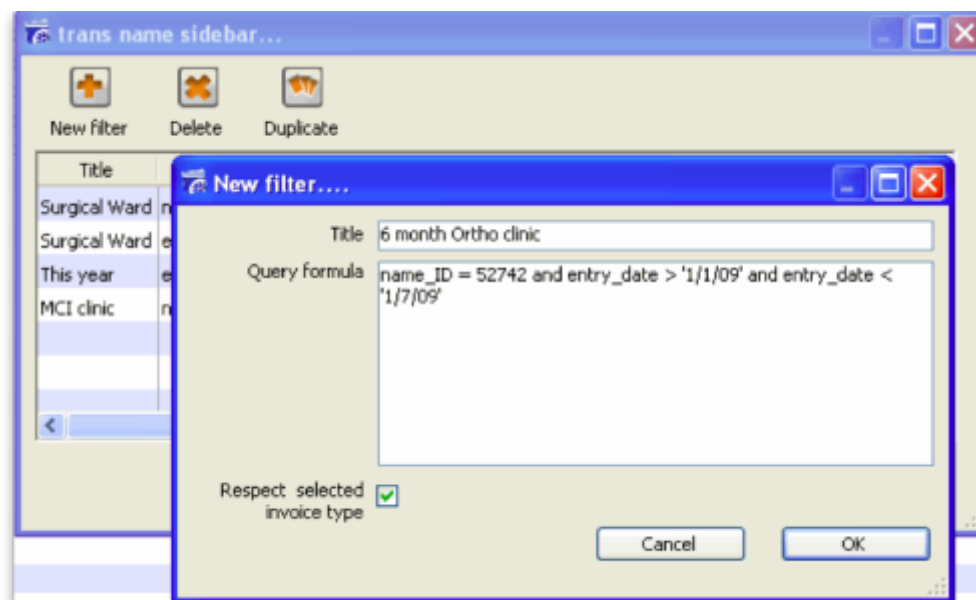 trans name sidebar...
New filter Delete Duplicate
Title
Surgical Ward n
Surgical Ward e
This year e
MCI clinic n
New filter....
Title 6 month Ortho clinic
Query formula name_ID = 52742 and entry_date > '1/1/09' and entry_date <
'1/7/09'
Respect selected
invoice type
Cancel OK